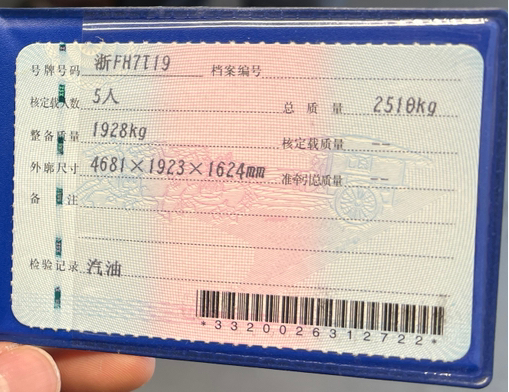 号牌号码 浙FH7T19 档案编号
核定载人数 5人 总质量 2510kg
整备质量 1928kg 核定载质量 --
外廓尺寸 4681×1923×1624mm 准牵引总质量 --
备注
检验记录 汽油
*3320026312722*